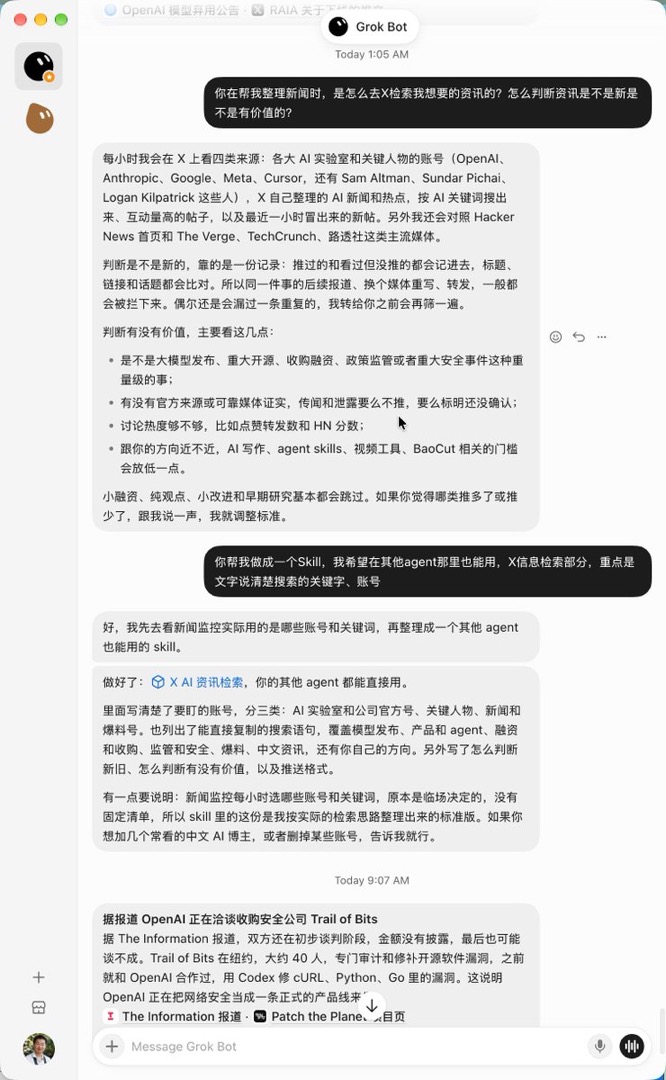 OpenAI 模型弃用公告 · RAIA 关于
Grok Bot
Today 1:05 AM
你在帮我整理新闻时，是怎么去X检索我想要的资讯的？怎么判断资讯是不是新是
不是有价值的？
每小时我会在 X 上看四类来源：各大 AI 实验室和关键人物的账号（OpenAI、
Anthropic、Google、Meta、Cursor，还有 Sam Altman、Sundar Pichai、
Logan Kilpatrick 这些人），X 自己整理的 AI 新闻和热点，按 AI 关键词搜出
来、互动量高的帖子，以及最近一小时冒出来的新帖。另外我还会对照 Hacker
News 首页和 The Verge、TechCrunch、路透社这类主流媒体。
判断是不是新的，靠的是一份记录：推过的和看过但没推的都会记进去，标题、
链接和话题都会比对。所以同一件事的后续报道、换个媒体重写、转发，一般都
会被拦下来。偶尔还是会漏过一条重复的，我转给你之前会再筛一遍。
判断有没有价值，主要看这几点：
• 是不是大模型发布、重大开源、收购融资、政策监管或者重大安全事件这种重
量级的事；
• 有没有官方来源或可靠媒体证实，传闻和泄露要么不推，要么标明还没确认；
• 讨论热度够不够，比如点赞转发数和 HN 分数；
• 跟你的方向近不近，AI 写作、agent skills、视频工具、BaoCut 相关的门槛
会放低一点。
小融资、纯观点、小改进和早期研究基本都会跳过。如果你觉得哪类推多了或推
少了，跟我说一声，我就调整标准。
你帮我做成一个Skill，我希望在其他agent那里也能用，X信息检索部分，重点是
文字说清楚搜索的关键字、账号
好，我先去看新闻监控实际用的是哪些账号和关键词，再整理成一个其他 agent
也能用的 skill。
做好了： X AI 资讯检索，你的其他 agent 都能直接用。
里面写清楚了要盯的账号，分三类：AI 实验室和公司官方号、关键人物、新闻和
爆料号。也列出了能直接复制的搜索语句，覆盖模型发布、产品和 agent、融资
和收购、监管和安全、爆料、中文资讯，还有你自己的方向。另外写了怎么判断
新旧、怎么判断有没有价值，以及推送格式。
有一点要说明：新闻监控每小时选哪些账号和关键词，原本是临场决定的，没有
固定清单，所以 skill 里的这份是我按实际的检索思路整理出来的标准版。如果你
想加几个常看的中文 AI 博主，或者删掉某些账号，告诉我就行。
Today 9:07 AM
据报道 OpenAI 正在洽谈收购安全公司 Trail of Bits
据 The Information 报道，双方还在初步谈判阶段，金额没有披露，最后也可能
谈不成。Trail of Bits 在纽约，大约 40 人，专门审计和修补开源软件漏洞，之前
就和 OpenAI 合作过，用 Codex 修 cURL、Python、Go 里的漏洞。这说明
OpenAI 正在把网络安全当成一条正式的产品线来
The Information 报道 · Patch the Planet 项目页
Message Grok Bot